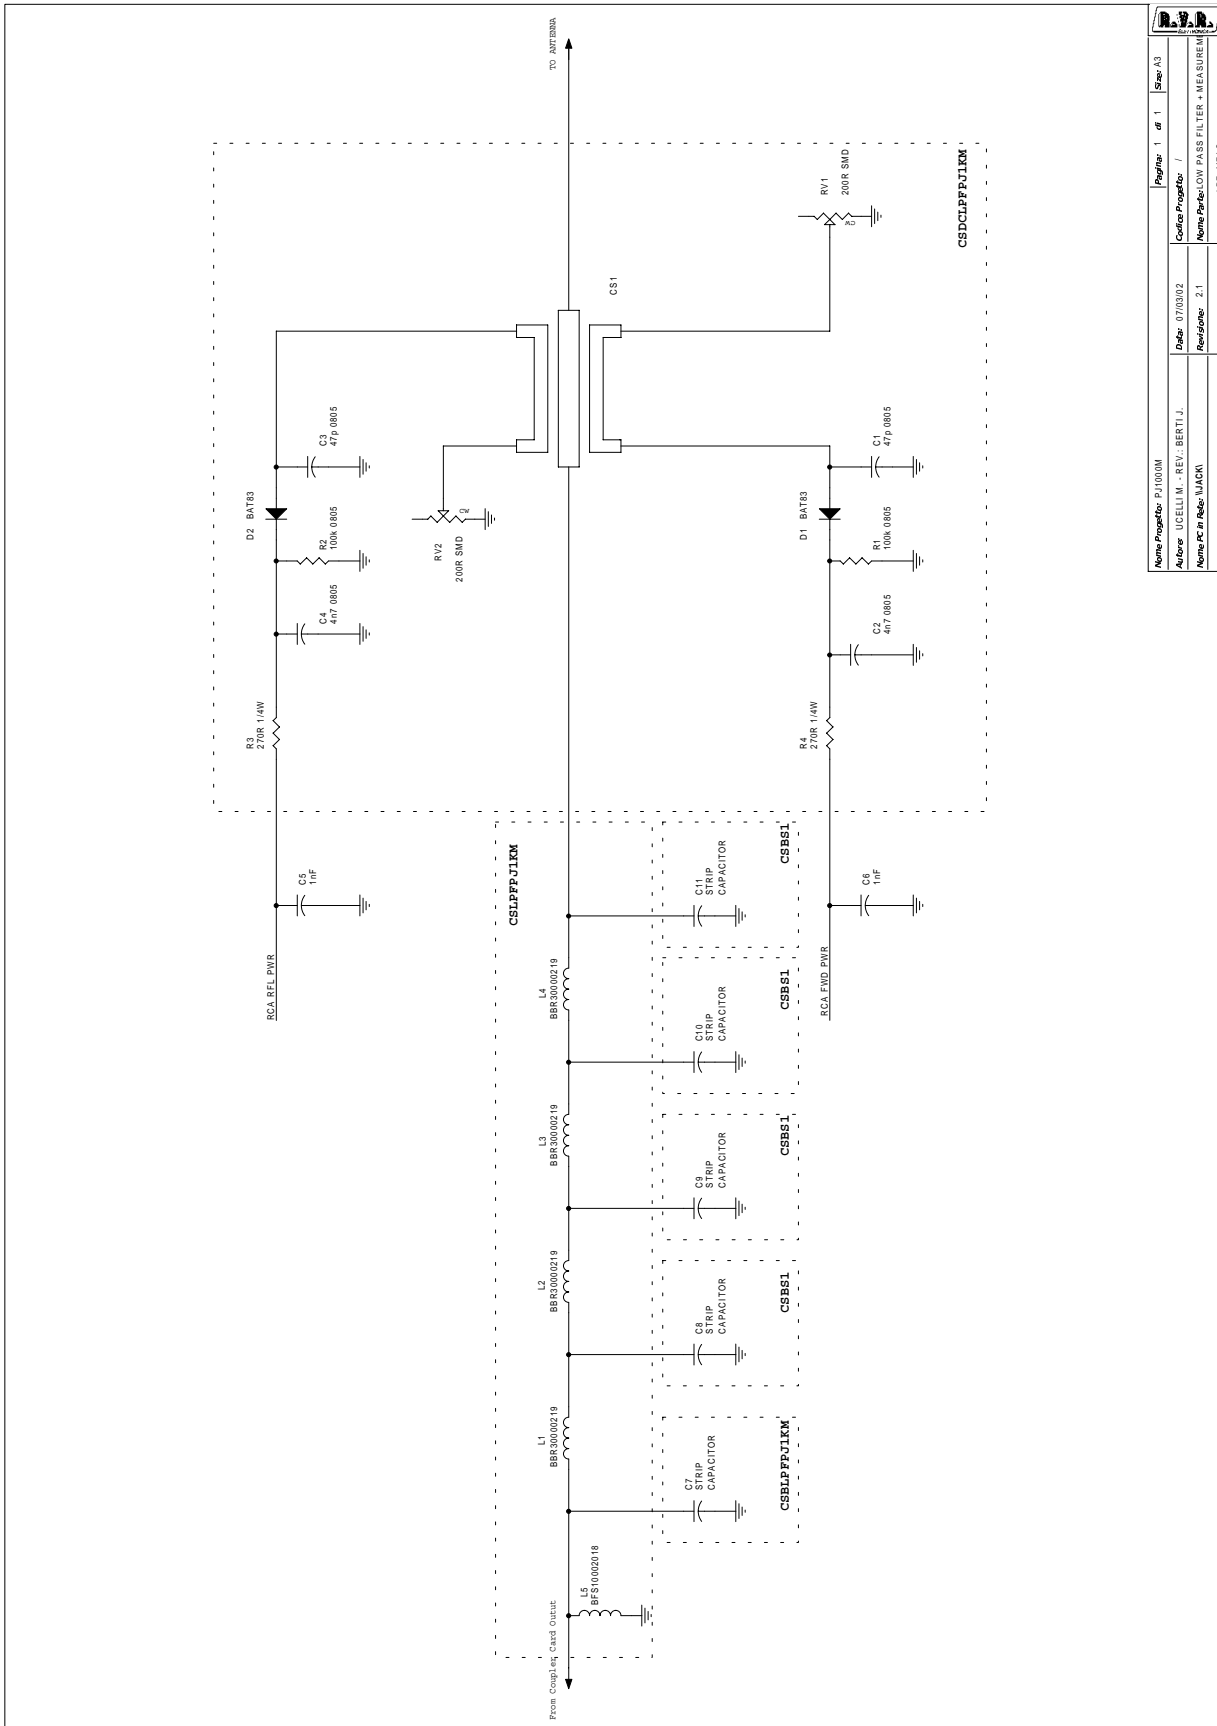 TO ANTENNA
CSDCLPFPJ1KM
RV1
200R SMD
CW
CS1
C3
47p 0805
D2 BAT83
R2
100k 0805
C4
4n7 0805
R3
270R 1/4W
C5
1nF
RCA RFL PWR
CW
RV2
200R SMD
C1
47p 0805
D1 BAT83
R1
100k 0805
C2
4n7 0805
R4
270R 1/4W
C6
1nF
RCA FWD PWR
CSLPFPJ1KM
L4
BBR30000219
L3
BBR30000219
L2
BBR30000219
L1
BBR30000219
L5
BFS10002018
From Coupler Card Outut
C11
STRIP
CAPACITOR
CSBS1
C10
STRIP
CAPACITOR
CSBS1
C9
STRIP
CAPACITOR
CSBS1
C8
STRIP
CAPACITOR
CSBS1
C7
STRIP
CAPACITOR
CSBLPFPJ1KM
R.V.R.
ELETTRONICA
Nome Progetto: PJ1000M
Pagina: 1 di 1
Size: A3
Autore: UCELLI M. - REV.: BERTI J.
Data: 07/03/02
Codice Progetto: /
Nome PC in Rete: \\JACK\
Revisione: 2.1
Nome Parte: LOW PASS FILTER + MEASUREM